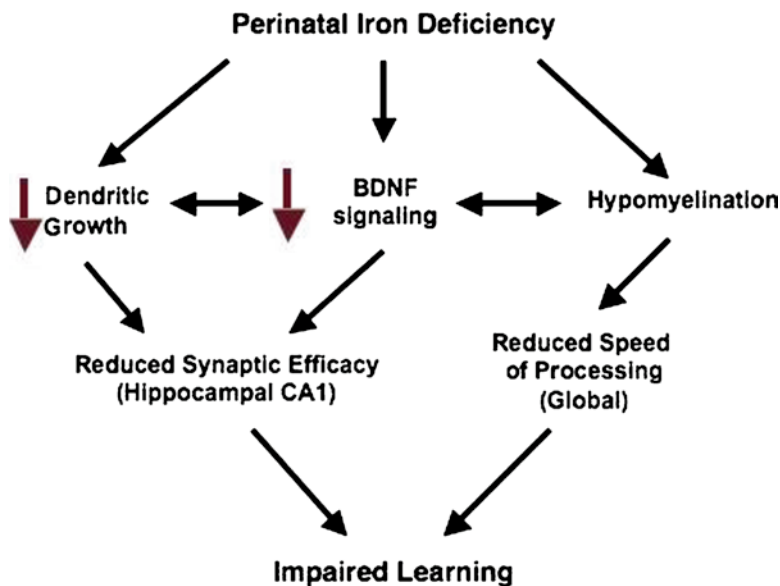 Perinatal Iron Deficiency
Dendritic
Growth
BDNF
signaling
Hypomyelination
Reduced Synaptic Efficacy
(Hippocampal CA1)
Reduced Speed
of Processing
(Global)
Impaired Learning